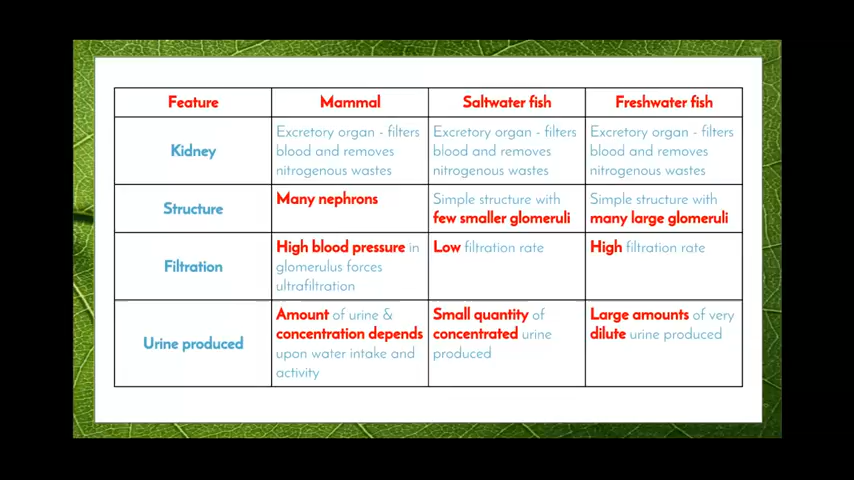 Feature Mammal Saltwater fish Freshwater fish
Kidney
Excretory organ - filters
blood and removes
nitrogenous wastes
Excretory organ - filters
blood and removes
nitrogenous wastes
Excretory organ - filters
blood and removes
nitrogenous wastes
Structure
Many nephrons
Simple structure with
few smaller glomeruli
Simple structure with
many large glomeruli
Filtration
High blood pressure in
glomerulus forces
ultrafiltration
Low filtration rate
High filtration rate
Urine produced
Amount of urine &
concentration depends
upon water intake and
activity
Small quantity of
concentrated urine
produced
Large amounts of very
dilute urine produced